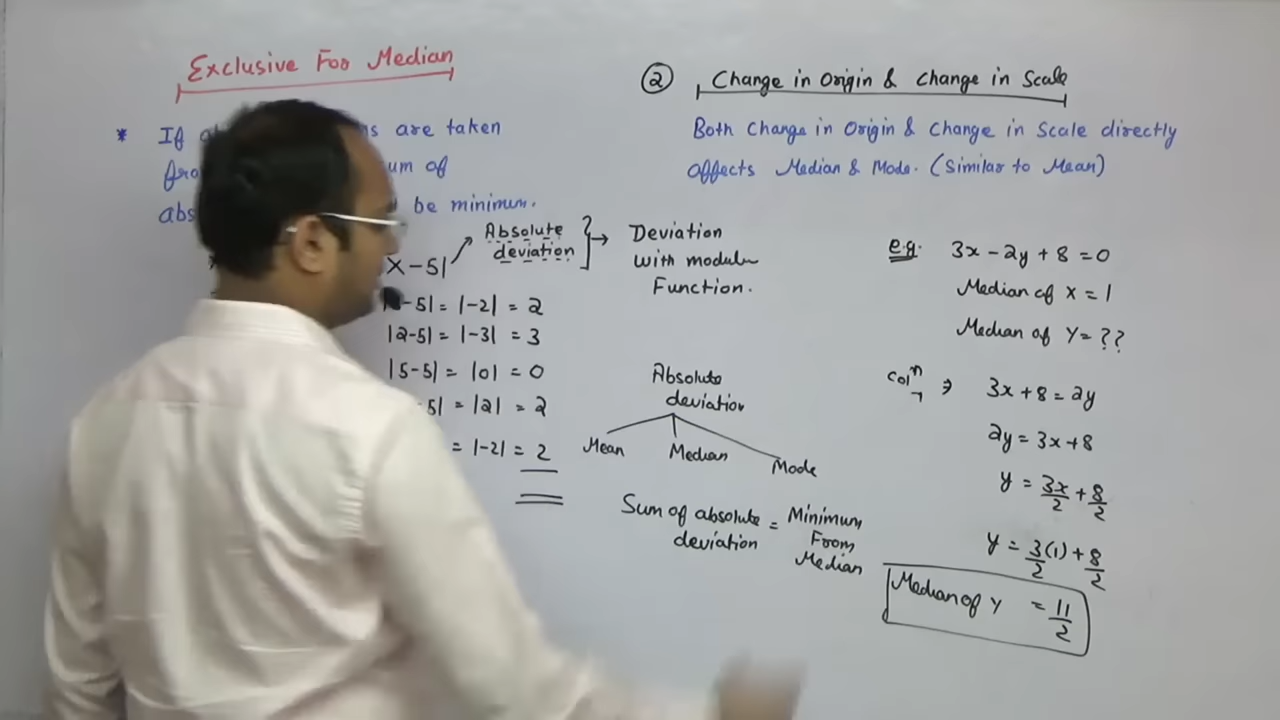 Exclusive For Median
* If are taken
um of
be minimum.
x-5|
Absolute
deviation
Deviation
with modular
Function.
-5| = |-2| = 2
|2-5| = |-3| = 3
|5-5| = |0| = 0
5| = |2| = 2
= |-2| = 2
Absolute
deviation
Mean Median Mode
Sum of absolute
deviation
= Minimum
From
Median
② Change in Origin & Change in Scale
Both Change in Origin & Change in Scale directly
affects Median & Mode. (Similar to Mean)
e.g. 3x - 2y + 8 = 0
Median of x = 1
Median of Y = ??
⇒ 3x + 8 = 2y
2y = 3x + 8
y = 3x/2 + 8/2
y = 3/2 (1) + 8/2
Median of Y = 11/2